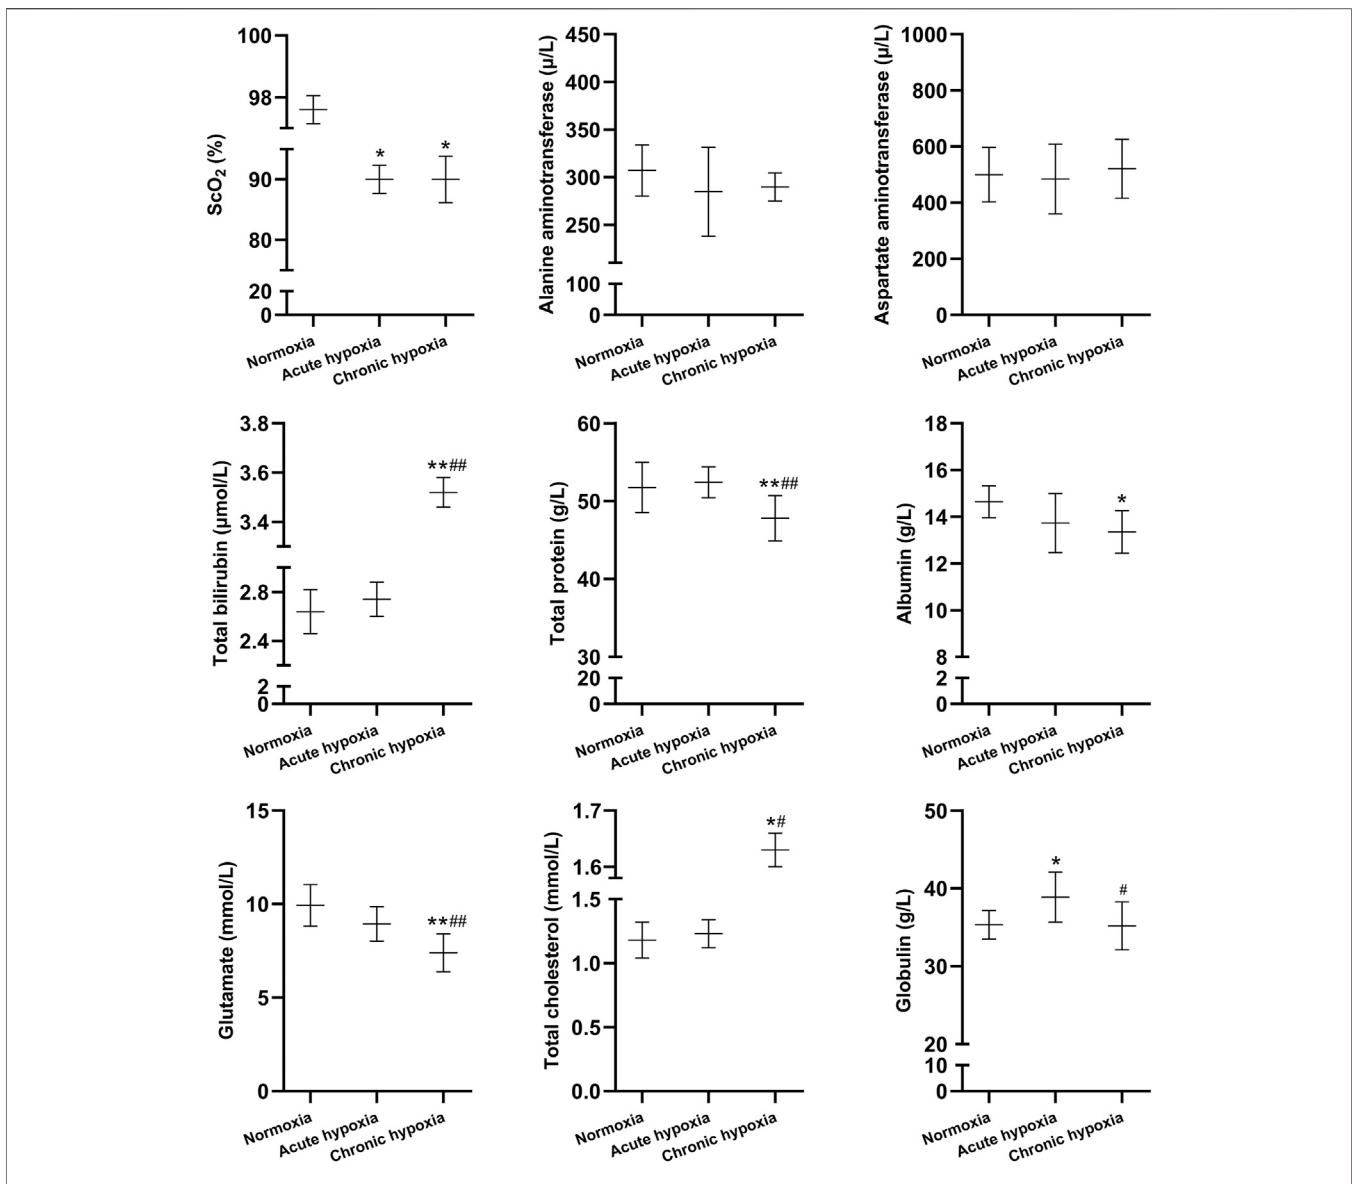 ScO2 (%)
100
98
90
80
20
0
*
*
Normoxia
Acute hypoxia
Chronic hypoxia
Alanine aminotransferase (μ/L)
450
400
350
300
250
100
0
Normoxia
Acute hypoxia
Chronic hypoxia
Aspartate aminotransferase (μ/L)
1000
800
600
400
200
0
Normoxia
Acute hypoxia
Chronic hypoxia
Total bilirubin (μmol/L)
3.8
3.6
3.4
2.8
2.4
2
0
**##
Normoxia
Acute hypoxia
Chronic hypoxia
Total protein (g/L)
60
50
40
30
20
0
**##
Normoxia
Acute hypoxia
Chronic hypoxia
Albumin (g/L)
18
16
14
12
10
8
2
0
*
Normoxia
Acute hypoxia
Chronic hypoxia
Glutamate (mmol/L)
15
10
5
0
**##
Normoxia
Acute hypoxia
Chronic hypoxia
Total cholesterol (mmol/L)
1.7
1.6
1.5
1.0
0.5
0.0
*#
Normoxia
Acute hypoxia
Chronic hypoxia
Globulin (g/L)
50
40
30
20
10
0
*
#
Normoxia
Acute hypoxia
Chronic hypoxia